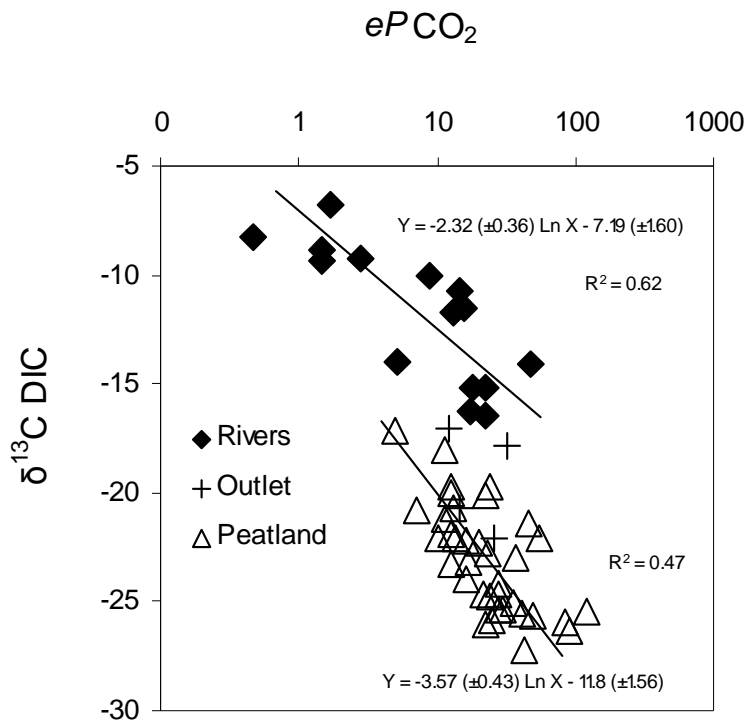 eP CO₂
0 1 10 100 1000
-5
Y = -2.32 (±0.36) Ln X - 7.19 (±1.60)
-10
R² = 0.62
-15
δ¹³C DIC
Rivers
Outlet
Peatland
-20
R² = 0.47
-25
Y = -3.57 (±0.43) Ln X - 11.8 (±1.56)
-30